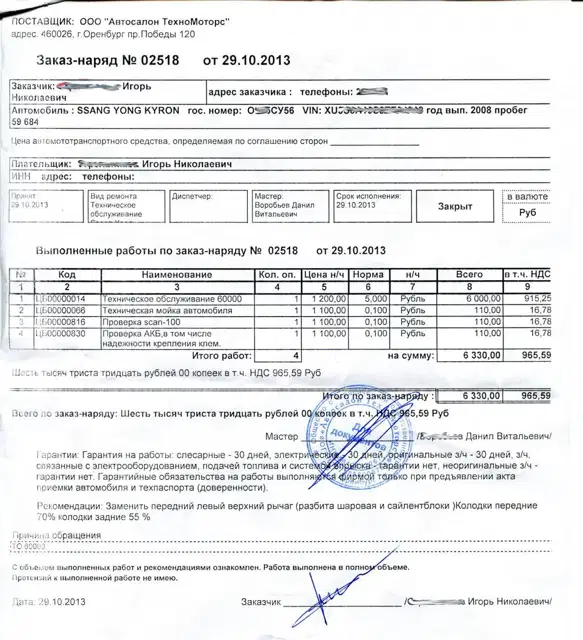 ПОСТАВЩИК: ООО "Автосалон ТехноМоторс"
адрес. 460026, г.Оренбург пр.Победы 120
Заказ-наряд № 02518 от 29.10.2013
Заказчик: Игорь
Николаевич
адрес заказчика : телефоны:
Автомобиль : SSANG YONG KYRON гос. номер: О СУ56 VIN: XU год вып. 2008 пробег
59 684
Цена автомототранспортного средства, определяемая по соглашению сторон
Плательщик: Игорь Николаевич
ИНН адрес: телефоны:
Принят 29.10.2013
Вид ремонта Техническое обслуживание
Диспетчер:
Мастер: Воробьев Данил Витальевич
Срок исполнения: 29.10.2013
Закрыт
в валюте
Руб
Выполненные работы по заказ-наряду № 02518 от 29.10.2013
№ Код Наименование Кол. оп. Цена н/ч Норма н/ч Всего в т.ч. НДС
1 2 3 4 5 6 7 8 9
1 ЦБ00000014 Техническое обслуживание 60000 1 1 200,00 5,000 Рубль 6 000,00 915,25
2 ЦБ00000066 Техническая мойка автомобиля 1 1 100,00 0,100 Рубль 110,00 16,78
3 ЦБ00000816 Проверка scan-100 1 1 100,00 0,100 Рубль 110,00 16,78
4 ЦБ00000830 Проверка АКБ,в том числе 1 1 100,00 0,100 Рубль 110,00 16,78
надежности крепления клем.
Итого работ: 4 на сумму: 6 330,00 965,59
Шесть тысяч триста тридцать рублей 00 копеек в т.ч. НДС 965,59 Руб
Итого по заказ-наряду : 6 330,00 965,59
Всего по заказ-наряду: Шесть тысяч триста тридцать рублей 00 копеек в т.ч. НДС 965,59 Руб
Для документов
Мастер /Воробьев Данил Витальевич/
Гарантии: Гарантия на работы: слесарные - 30 дней, электрические - 30 дней, оригинальные з/ч - 30 дней, з/ч.
связанные с электрооборудованием, подачей топлива и системой впрыска - гарантии нет, неоригинальные з/ч -
гарантии нет. Гарантийные обязательства на работы выполняются фирмой только при предъявлении акта
приемки автомобиля и техпаспорта (доверенности).
Рекомендации: Заменить передний левый верхний рычаг (разбита шаровая и сайлентблоки )Колодки передние
70% колодки задние 55 %
Причина обращения
ТО 60000
С объемом выполненных работ и рекомендациями ознакомлен. Работа выполнена в полном объеме.
Претензий к выполненной работе не имею.
Дата: 29.10.2013 Заказчик /С Игорь Николаевич/